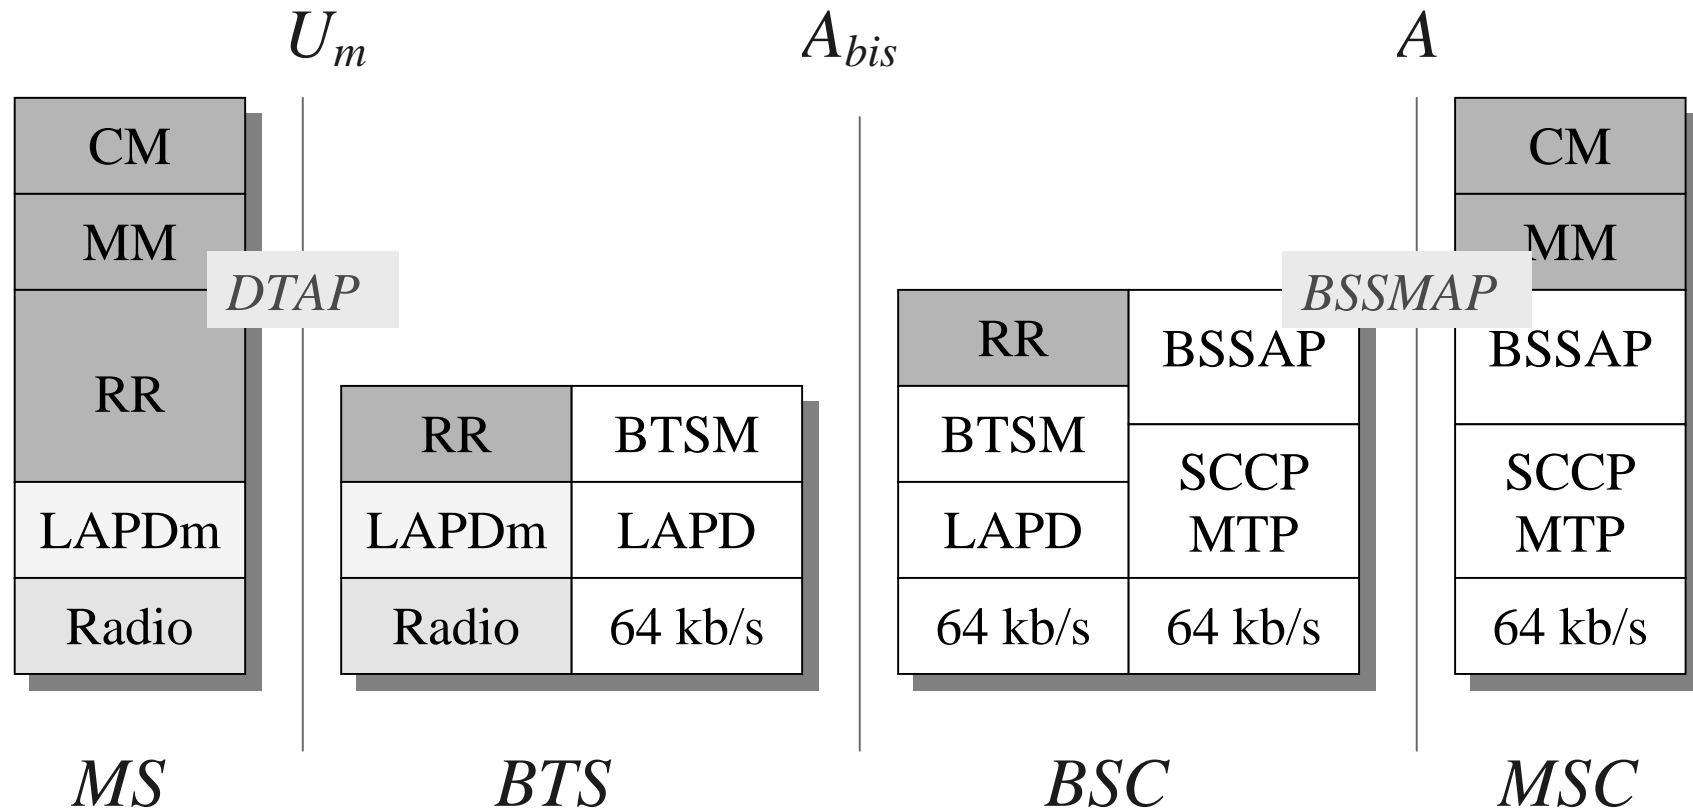 Um
Abis
A
CM
MM
DTAP
RR
LAPDm
Radio
RR
BTSM
LAPDm
LAPD
Radio
64 kb/s
RR
BSSAP
BTSM
SCCP
MTP
LAPD
64 kb/s
64 kb/s
BSSMAP
CM
MM
BSSAP
SCCP
MTP
64 kb/s
MS
BTS
BSC
MSC